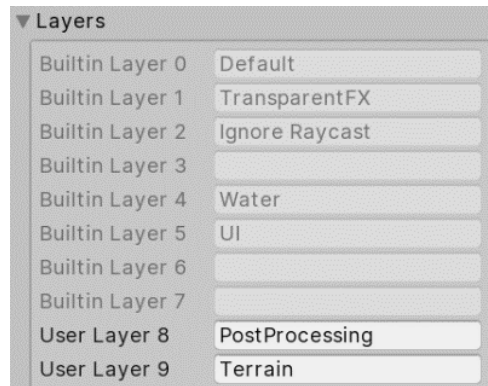 Layers
Builtin Layer 0 Default
Builtin Layer 1 TransparentFX
Builtin Layer 2 Ignore Raycast
Builtin Layer 3
Builtin Layer 4 Water
Builtin Layer 5 UI
Builtin Layer 6
Builtin Layer 7
User Layer 8 PostProcessing
User Layer 9 Terrain